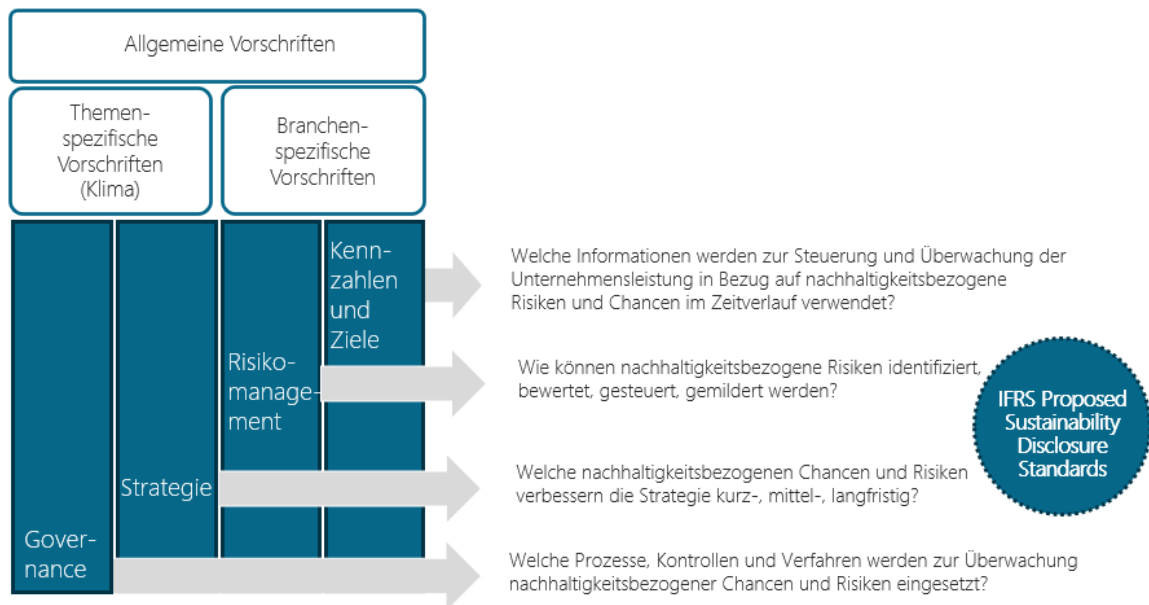 Allgemeine Vorschriften
Themen-
spezifische
Vorschriften
(Klima)
Branchen-
spezifische
Vorschriften
Kenn-
zahlen
und
Ziele
Welche Informationen werden zur Steuerung und Überwachung der
Unternehmensleistung in Bezug auf nachhaltigkeitsbezogene
Risiken und Chancen im Zeitverlauf verwendet?
Risiko-
manage-
ment
Wie können nachhaltigkeitsbezogene Risiken identifiziert,
bewertet, gesteuert, gemildert werden?
IFRS Proposed
Sustainability
Disclosure
Standards
Strategie
Welche nachhaltigkeitsbezogenen Chancen und Risiken
verbessern die Strategie kurz-, mittel-, langfristig?
Gover-
nance
Welche Prozesse, Kontrollen und Verfahren werden zur Überwachung
nachhaltigkeitsbezogener Chancen und Risiken eingesetzt?